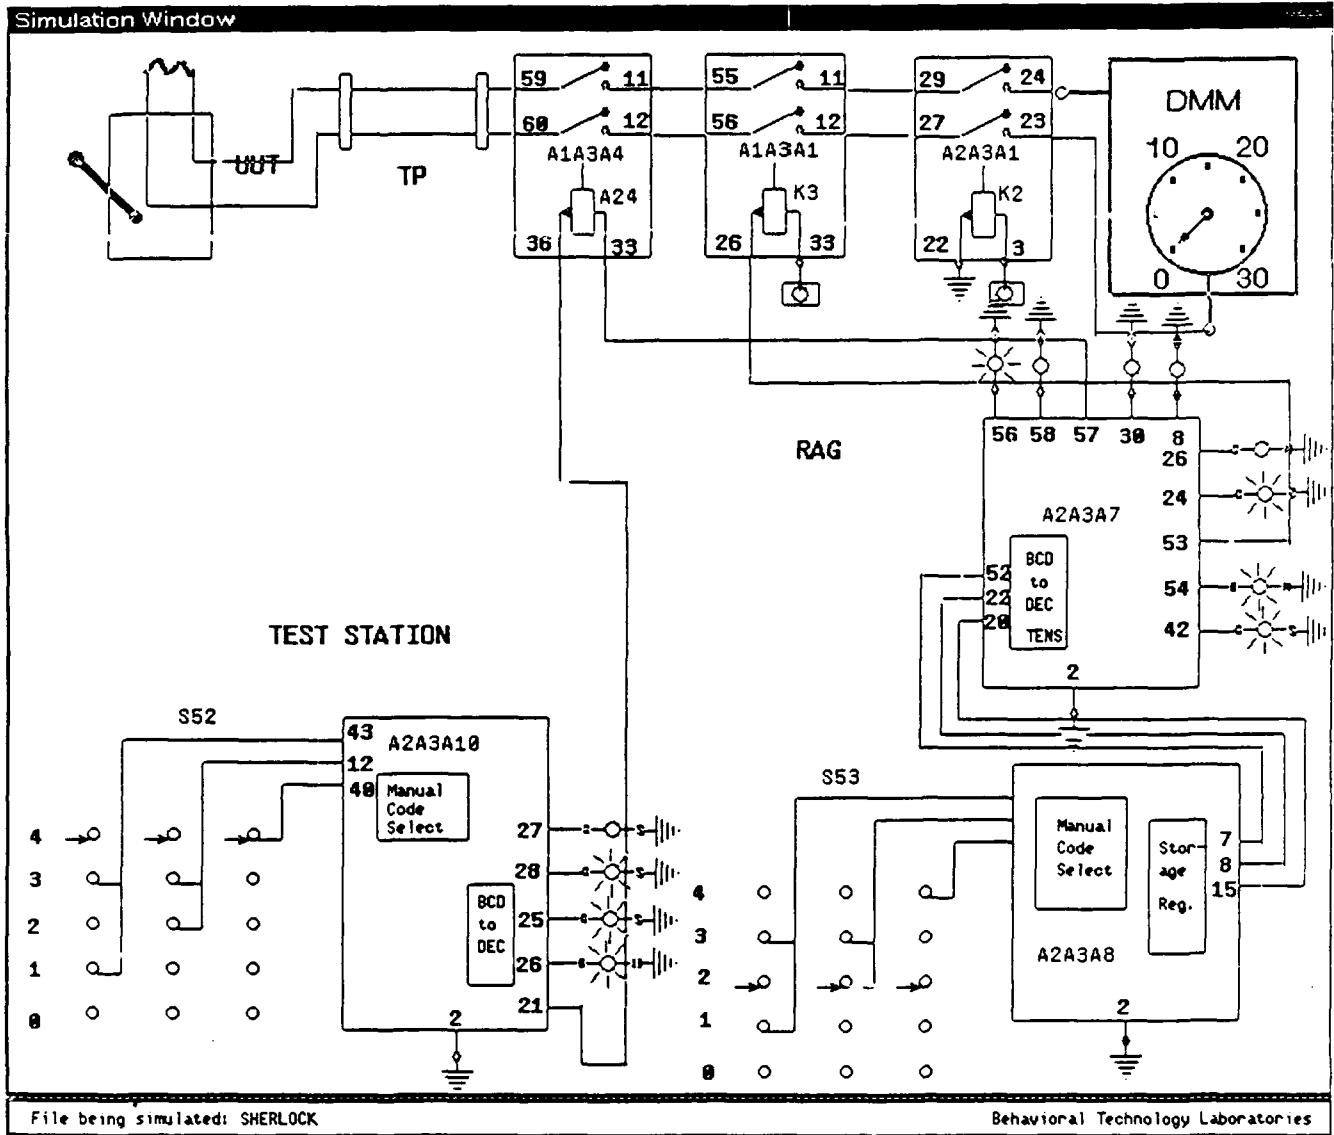 Simulation Window
59 11 55 11 29 24
60 12 56 12 27 23
DMM
10 20
0 30
UUT
TP
A1A3A4 A1A3A1 A2A3A1
A24 K3 K2
36 33 26 33 22 3
RAG
56 58 57 30 8
26
24
A2A3A7
53
54
42
52
22
20
BCD
to
DEC
TENS
2
TEST STATION
S52
43
12
40
A2A3A10
Manual
Code
Select
27
28
25
26
21
BCD
to
DEC
2
4
3
2
1
0
S53
4
3
2
1
0
Manual
Code
Select
Stor-
age
Reg.
7
8
15
A2A3A8
2
File being simulated: SHERLOCK
Behavioral Technology Laboratories